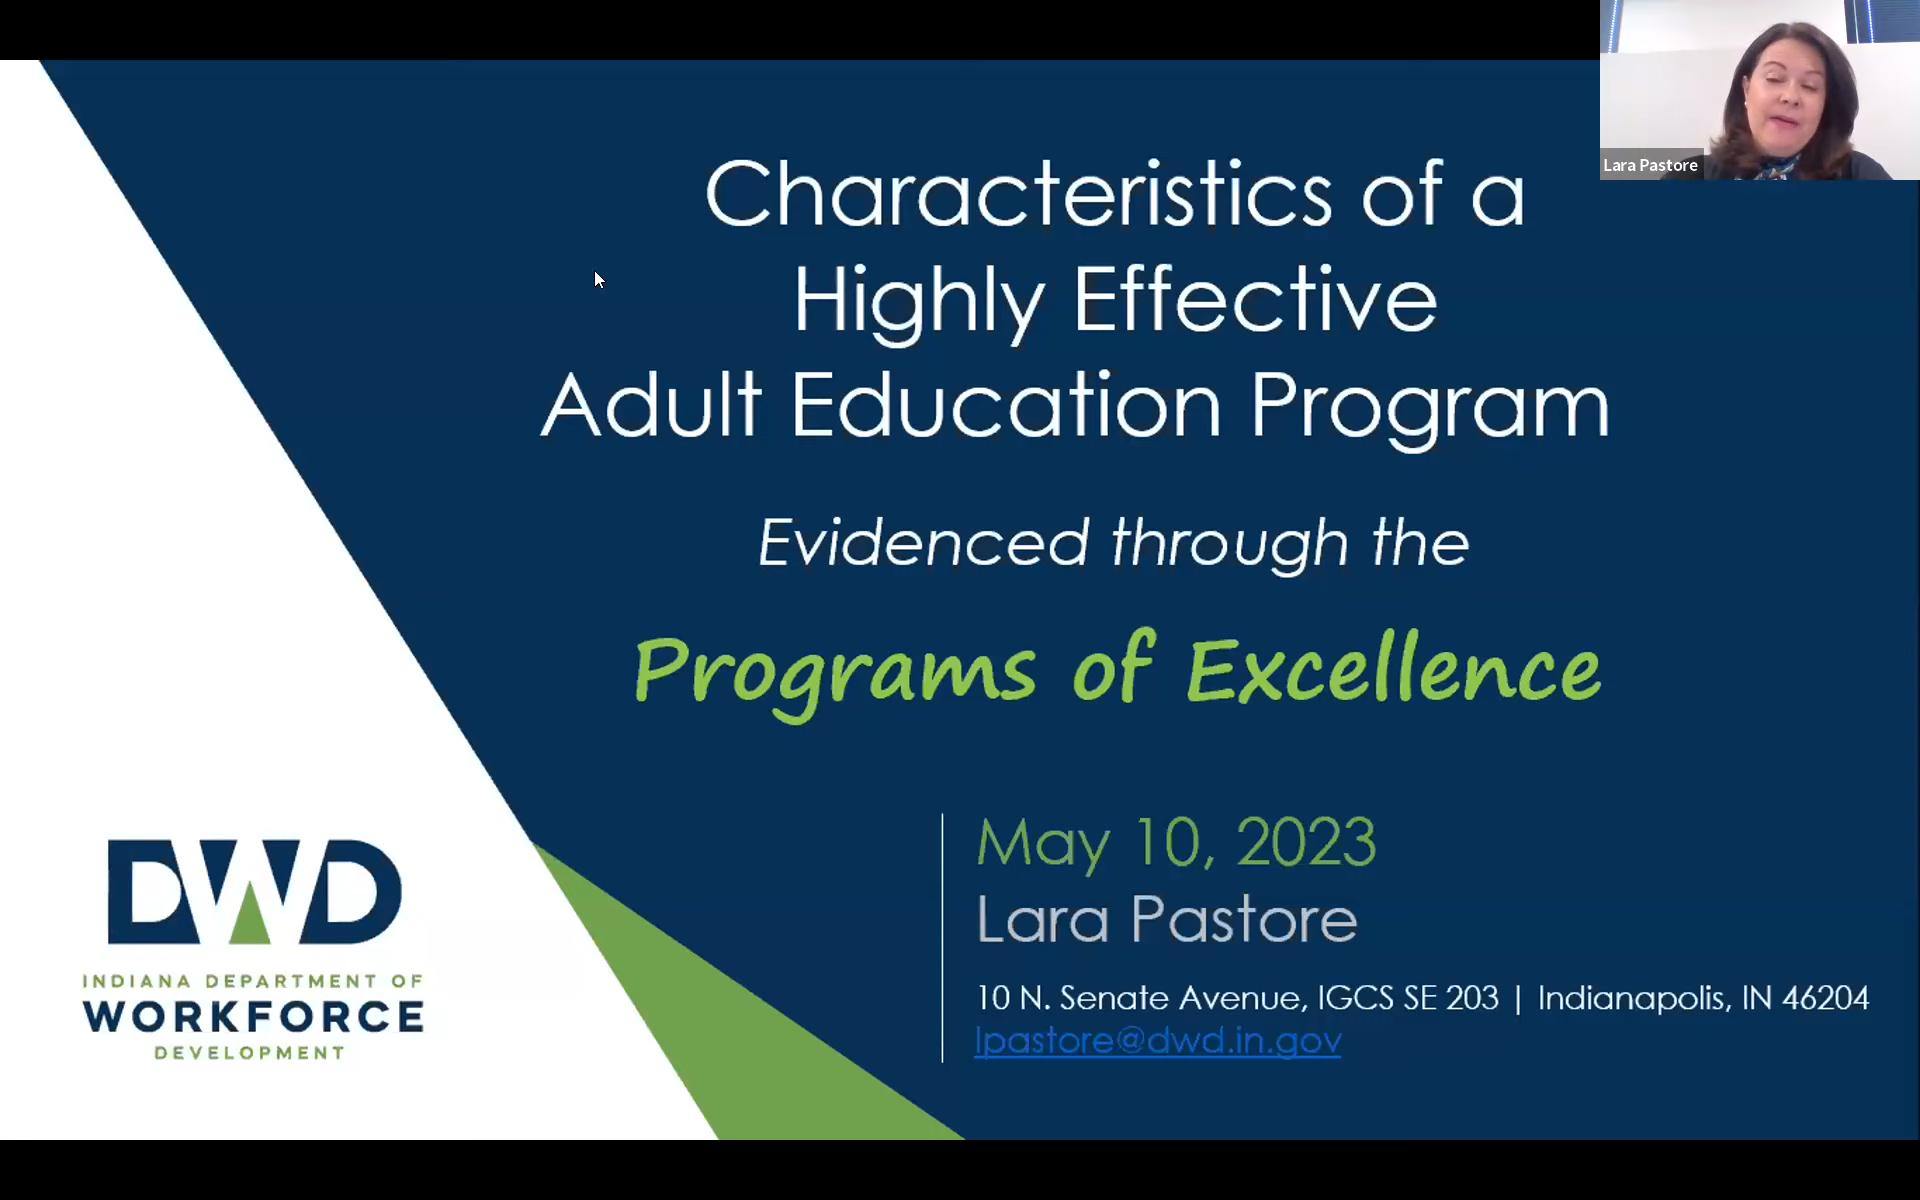 Lara Pastore
Characteristics of a
Highly Effective
Adult Education Program
Evidenced through the
Programs of Excellence
May 10, 2023
Lara Pastore
10 N. Senate Avenue, IGCS SE 203 | Indianapolis, IN 46204
lpastore@dwd.in.gov
DWD
INDIANA DEPARTMENT OF
WORKFORCE
DEVELOPMENT